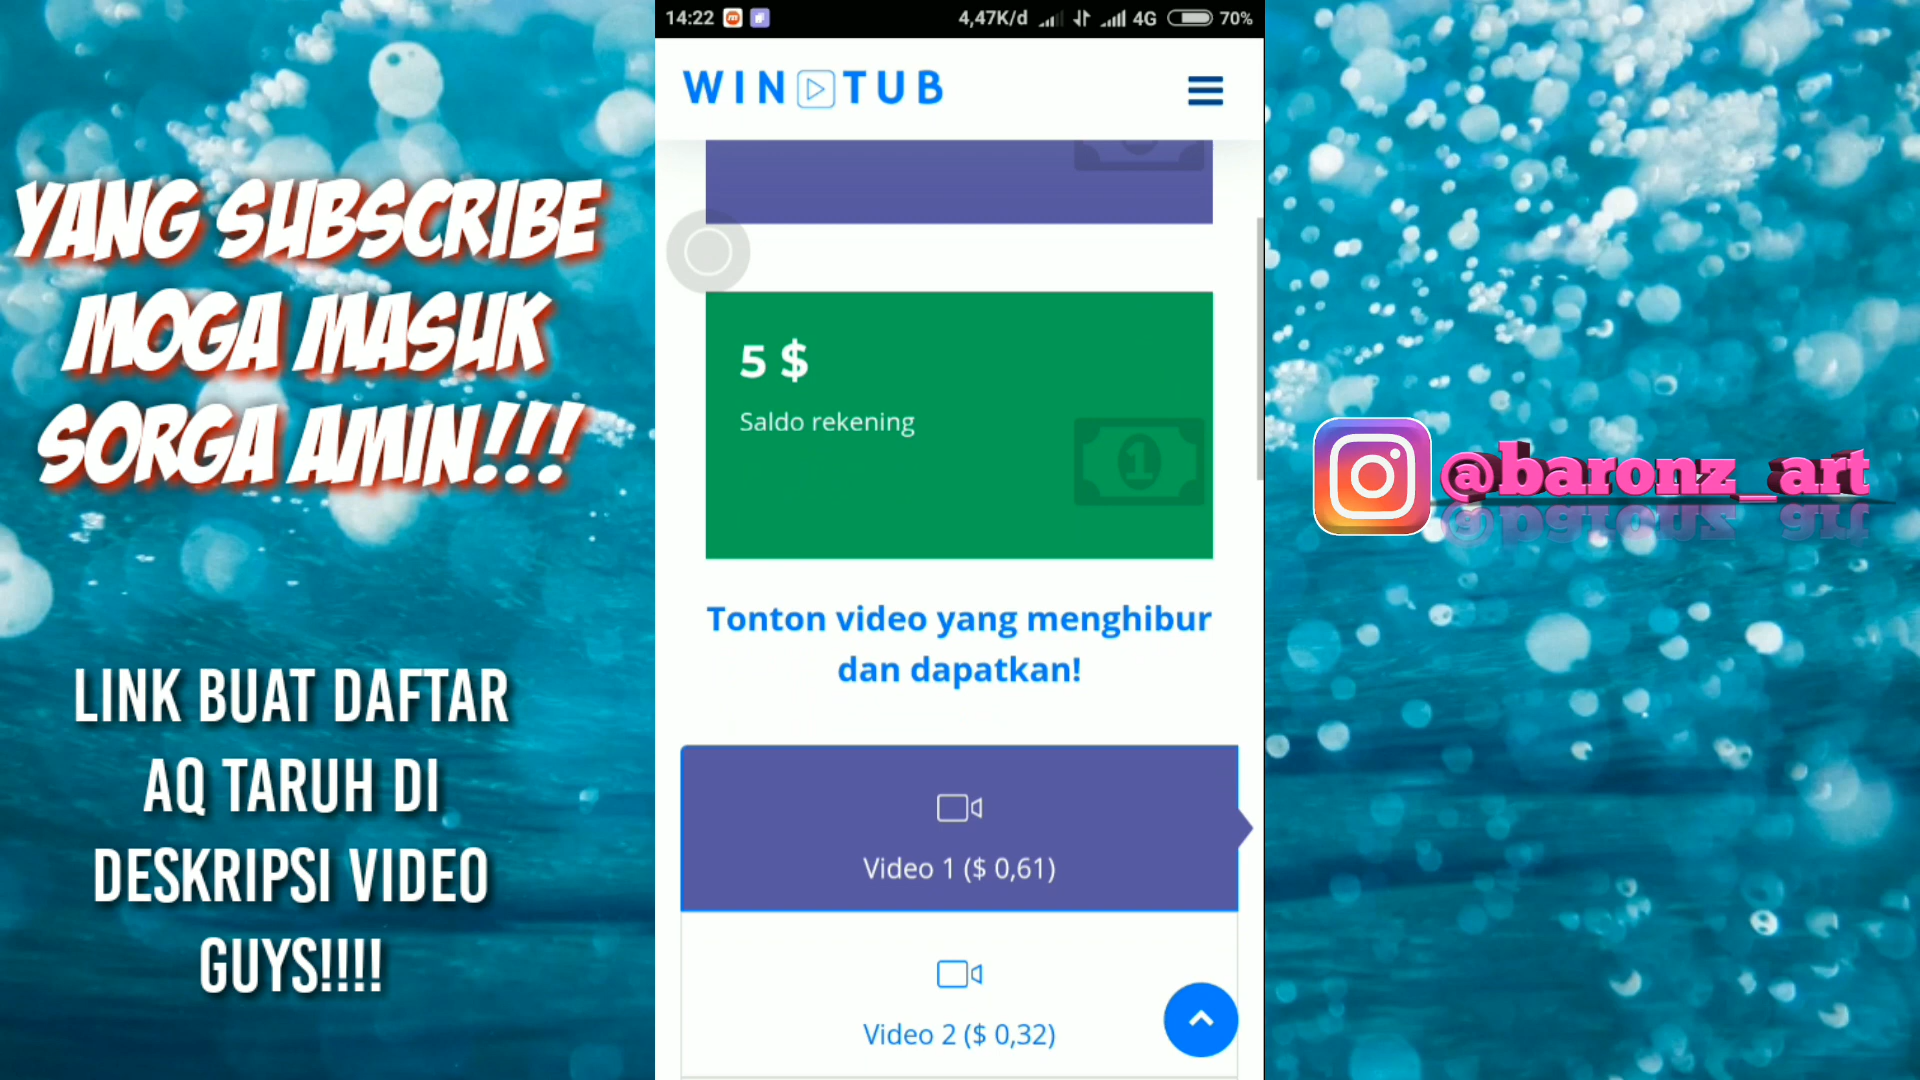 YANG SUBSCRIBE
MOGA MASUK
SORGA AMIN!!!
LINK BUAT DAFTAR
AQ TARUH DI
DESKRIPSI VIDEO
GUYS!!!!
14:22
4,47K/d
4G
70%
WIN TUB
5 $
Saldo rekening
1
Tonton video yang menghibur
dan dapatkan!
Video 1 ($ 0,61)
Video 2 ($ 0,32)
@baronz_art